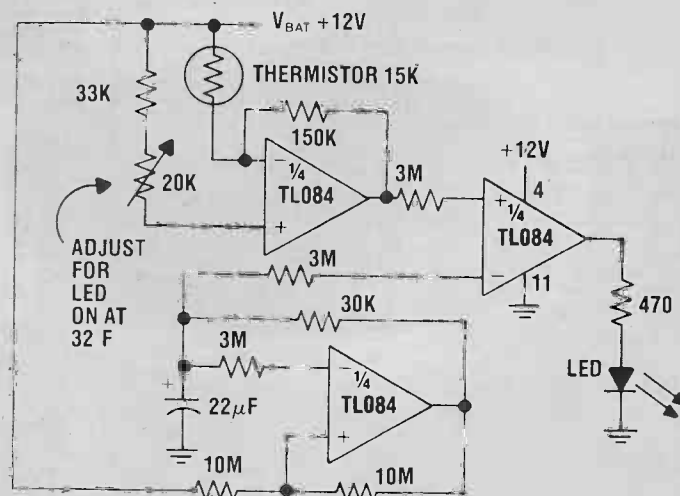 V_BAT +12V
THERMISTOR 15K
33K
20K
150K
3M
+12V
4
1/4
TL084
−
+
1/4
TL084
+
−
11
ADJUST
FOR
LED
ON AT
32 F
3M
30K
470
3M
LED
1/4
TL084
−
+
+
22μF
10M
10M